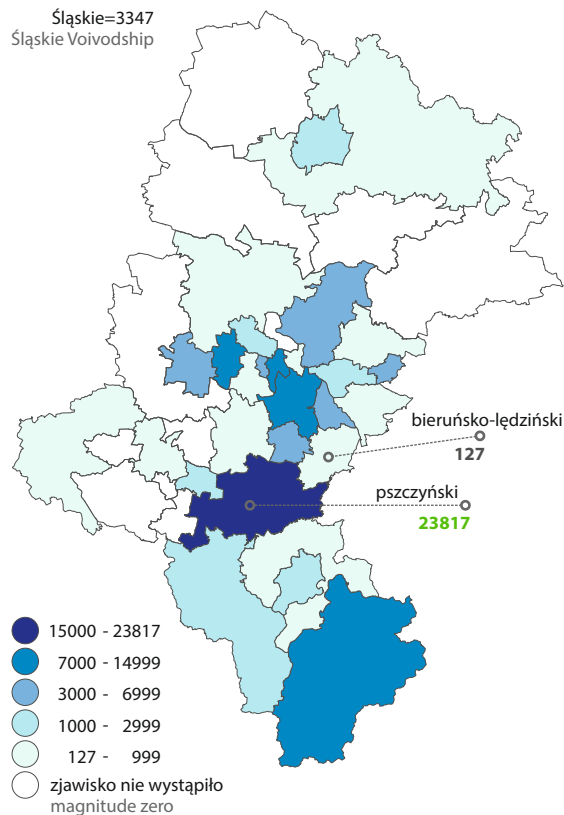 Śląskie=3347
Śląskie Voivodship
bieruńsko-lędziński
127
pszczyński
23817
15000 - 23817
7000 - 14999
3000 - 6999
1000 - 2999
127 - 999
zjawisko nie wystąpiło
magnitude zero